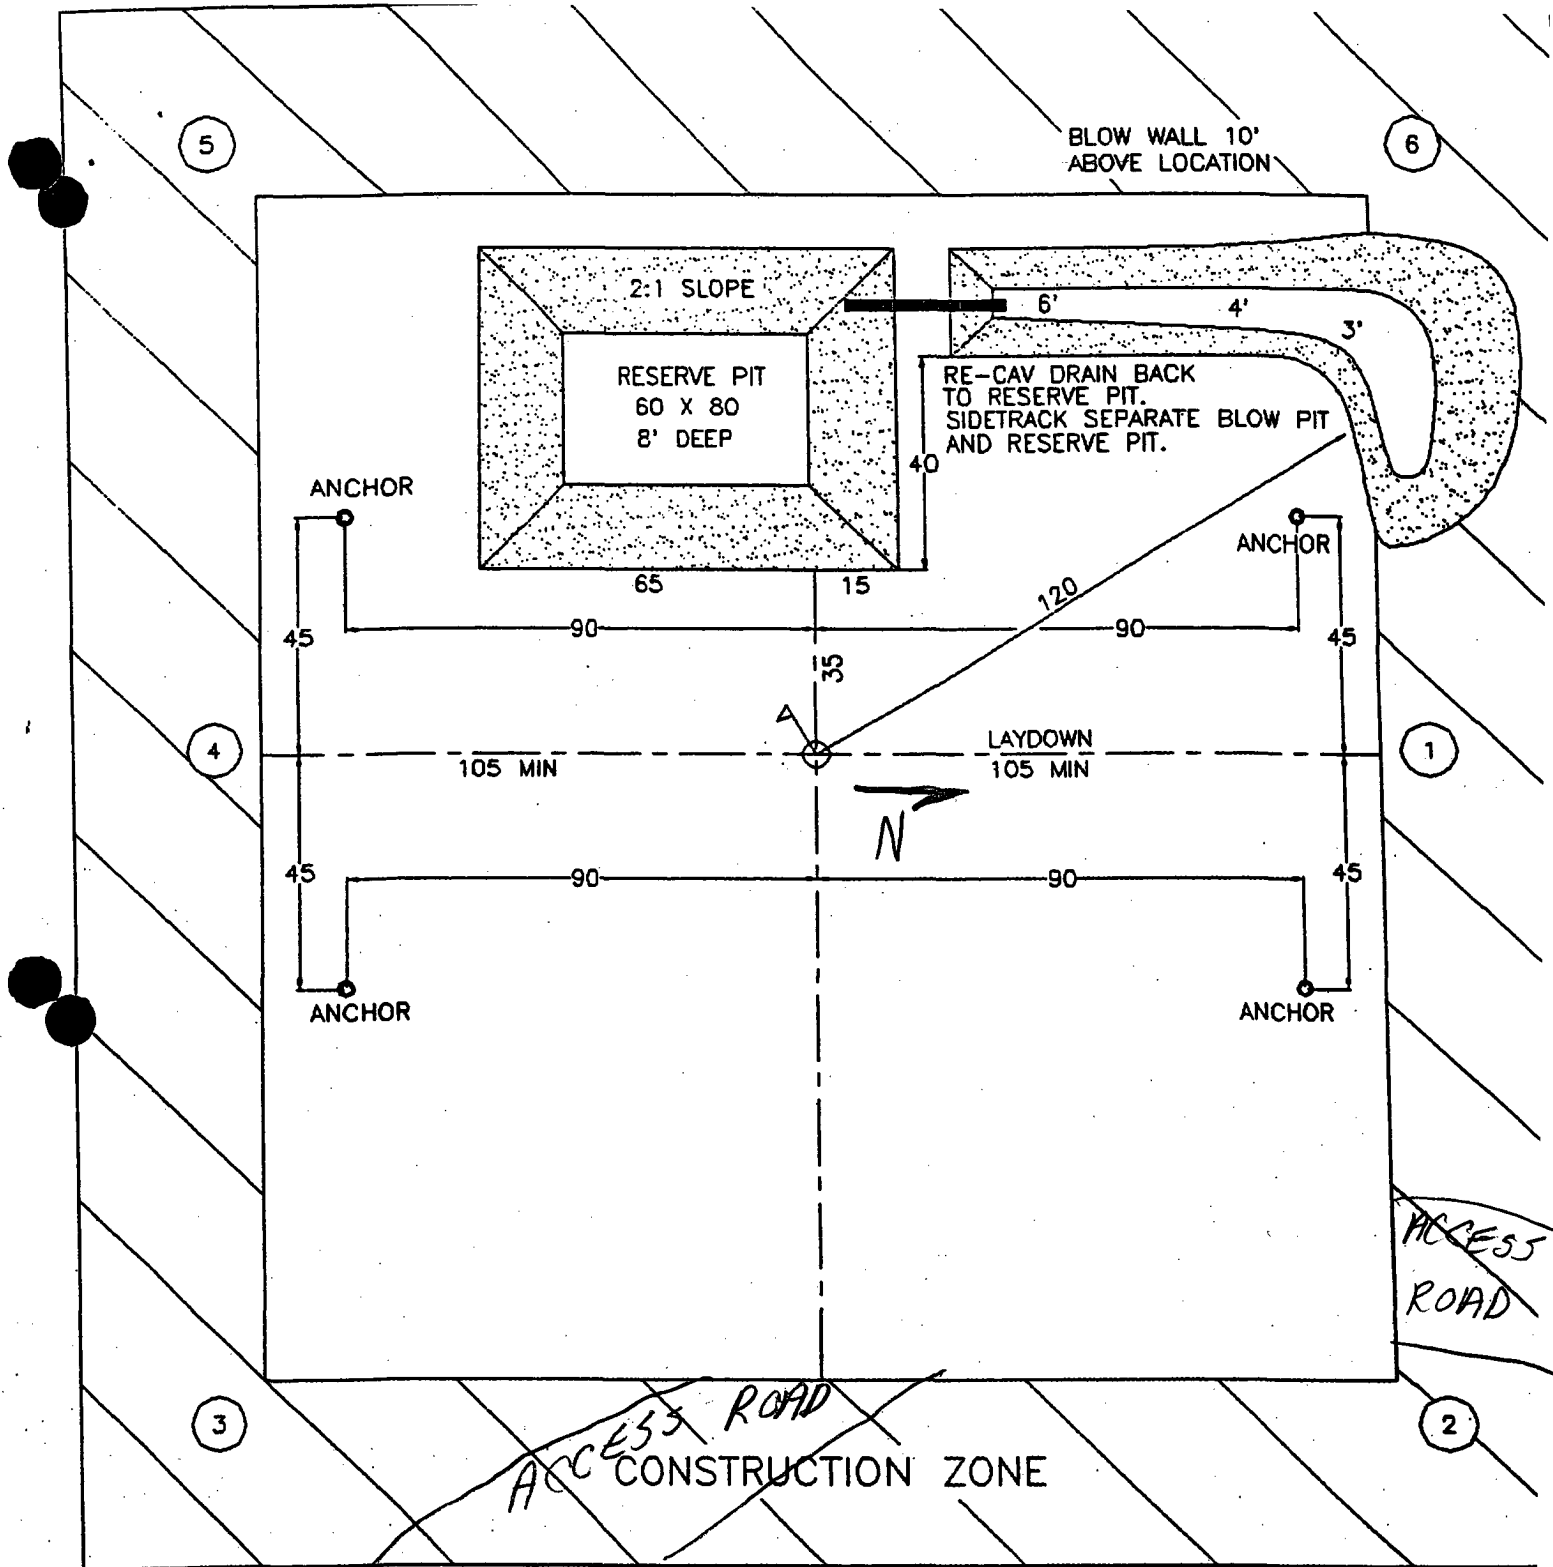 5
BLOW WALL 10'
ABOVE LOCATION
6
2:1 SLOPE
6' 4' 3'
RESERVE PIT
60 X 80
8' DEEP
RE-CAV DRAIN BACK
TO RESERVE PIT.
SIDETRACK SEPARATE BLOW PIT
AND RESERVE PIT.
40
ANCHOR
ANCHOR
65 15
120
90 90
45 45
35
4
LAYDOWN
105 MIN 105 MIN
1
N
45 90 90 45
ANCHOR ANCHOR
ACCESS
ROAD
3
ACCESS ROAD
2
CONSTRUCTION ZONE